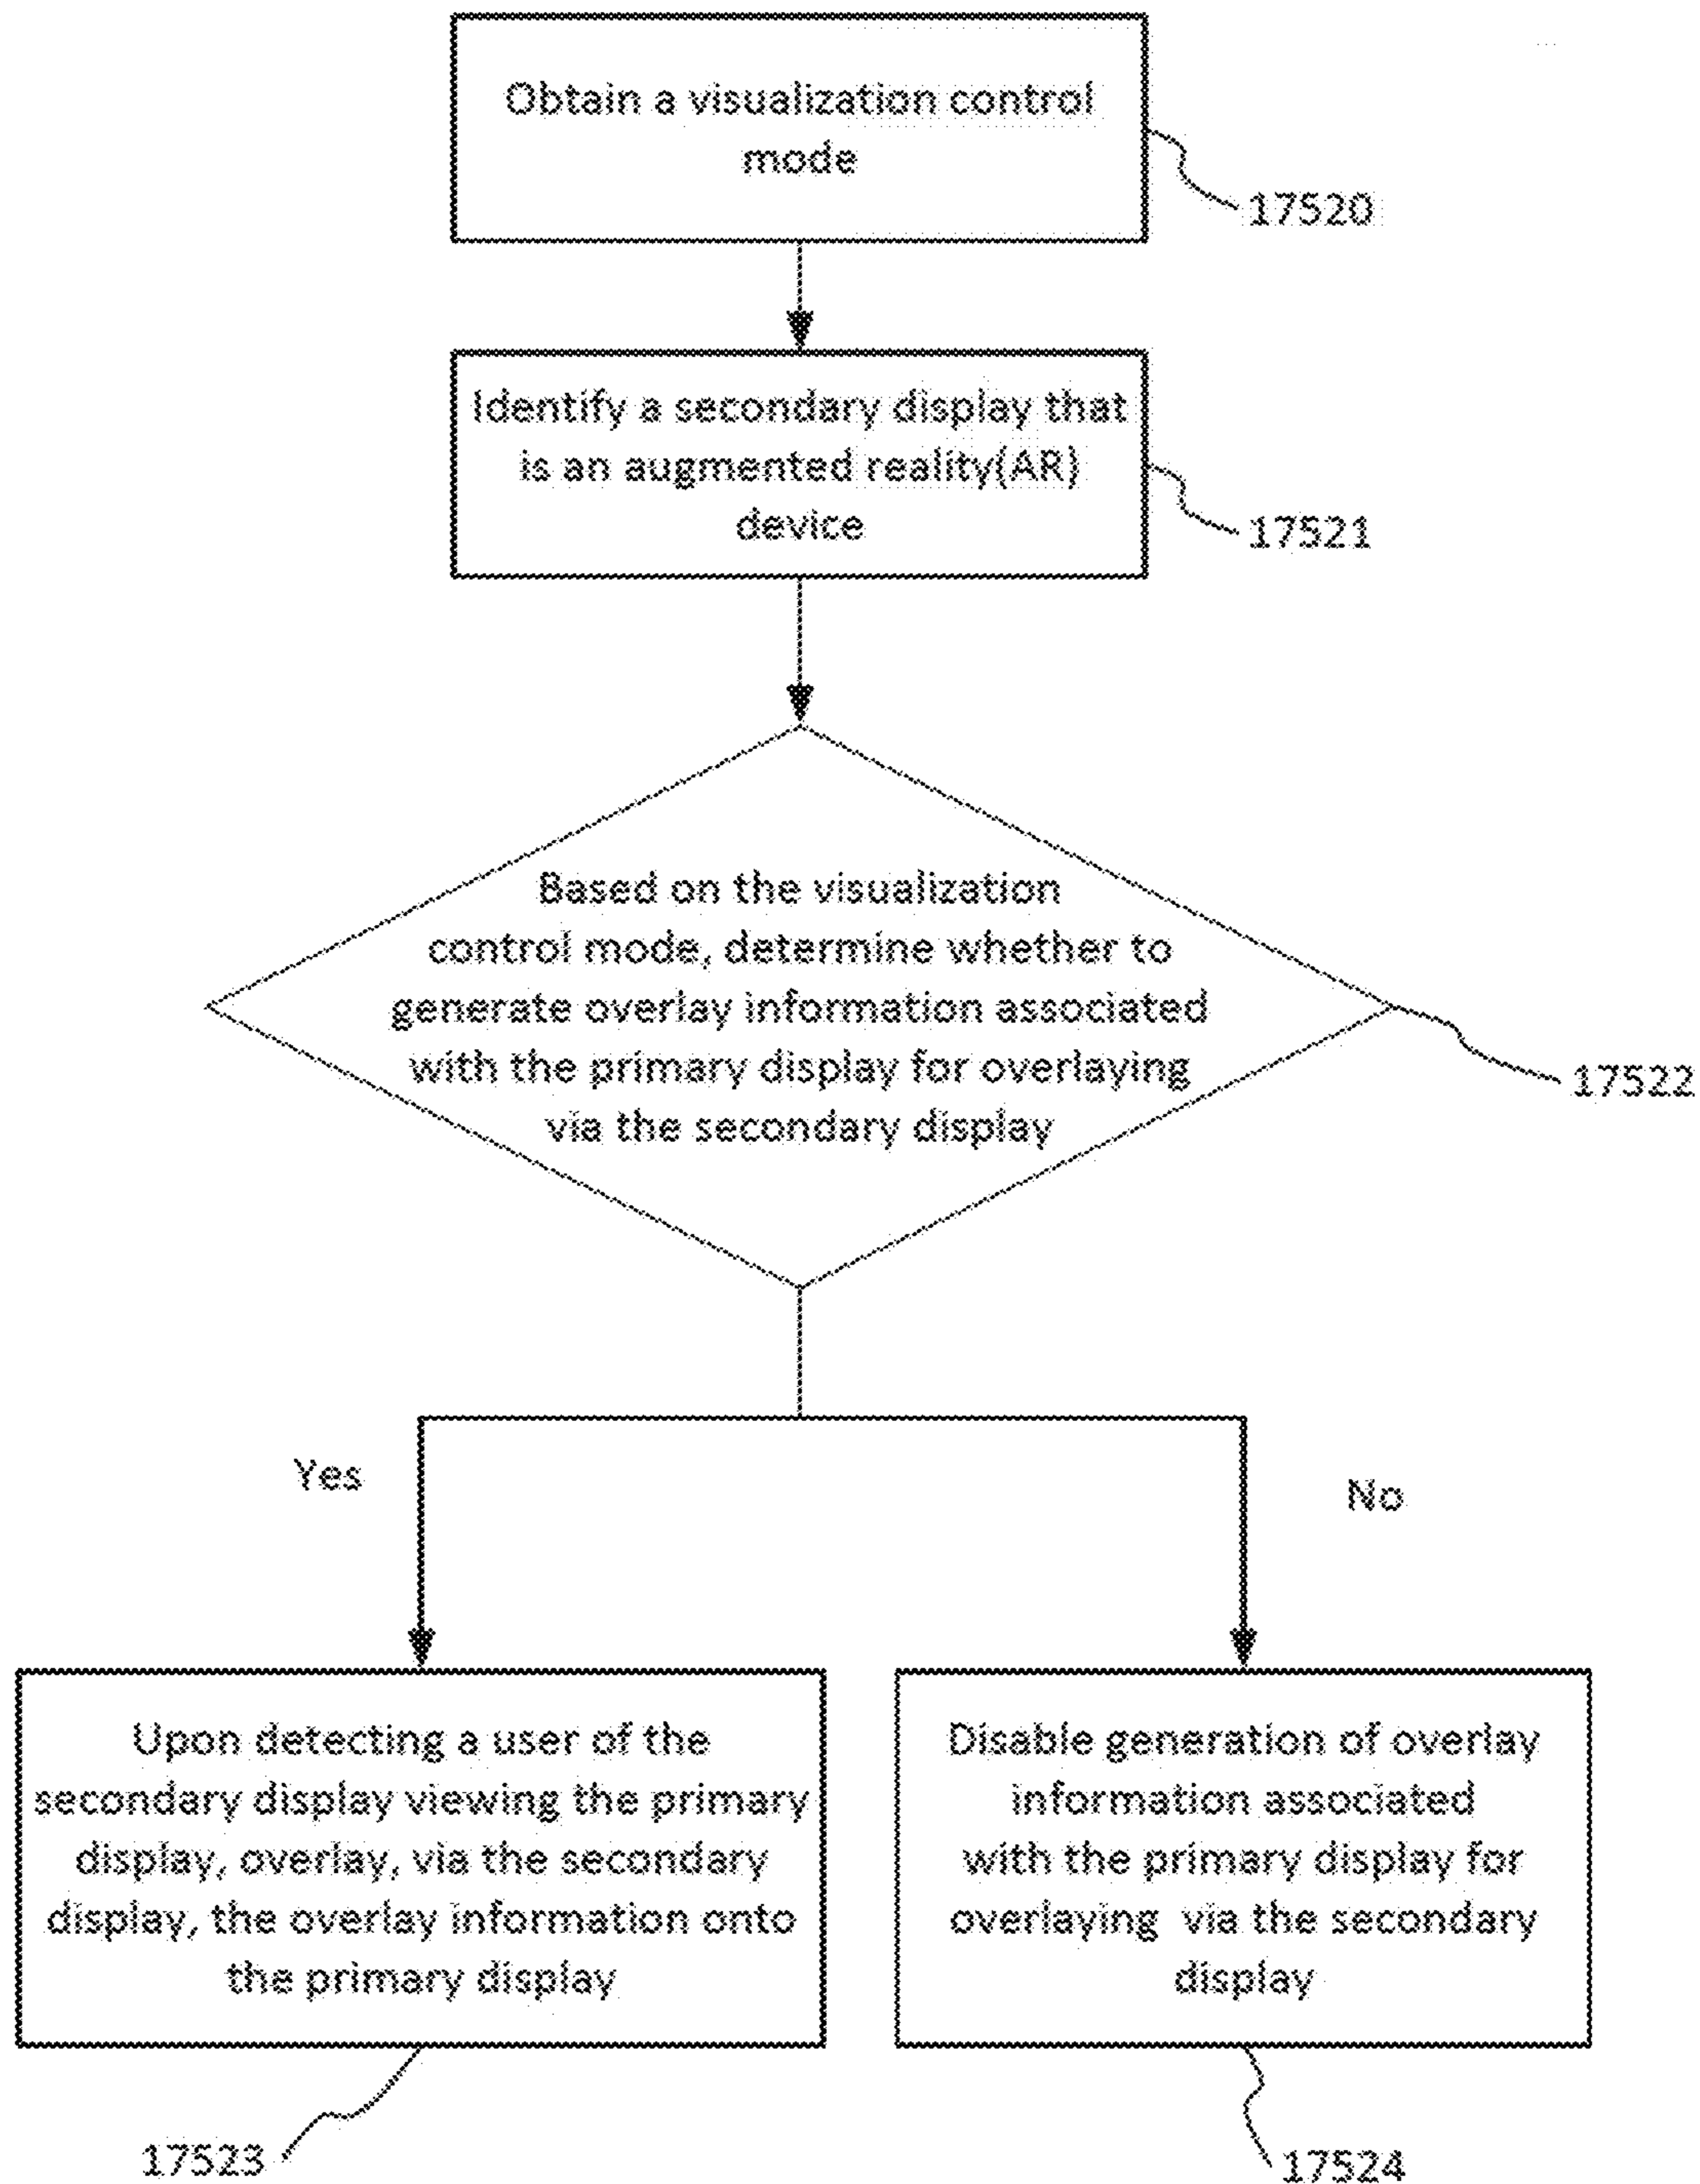 Obtain a visualization control
mode
17520
Identify a secondary display that
is an augmented reality(AR)
device
17521
Based on the visualization
control mode, determine whether to
generate overlay information associated
with the primary display for overlaying
via the secondary display
17522
Yes
No
Upon detecting a user of the
secondary display viewing the primary
display, overlay, via the secondary
display, the overlay information onto
the primary display
17523
Disable generation of overlay
information associated
with the primary display for
overlaying via the secondary
display
17524